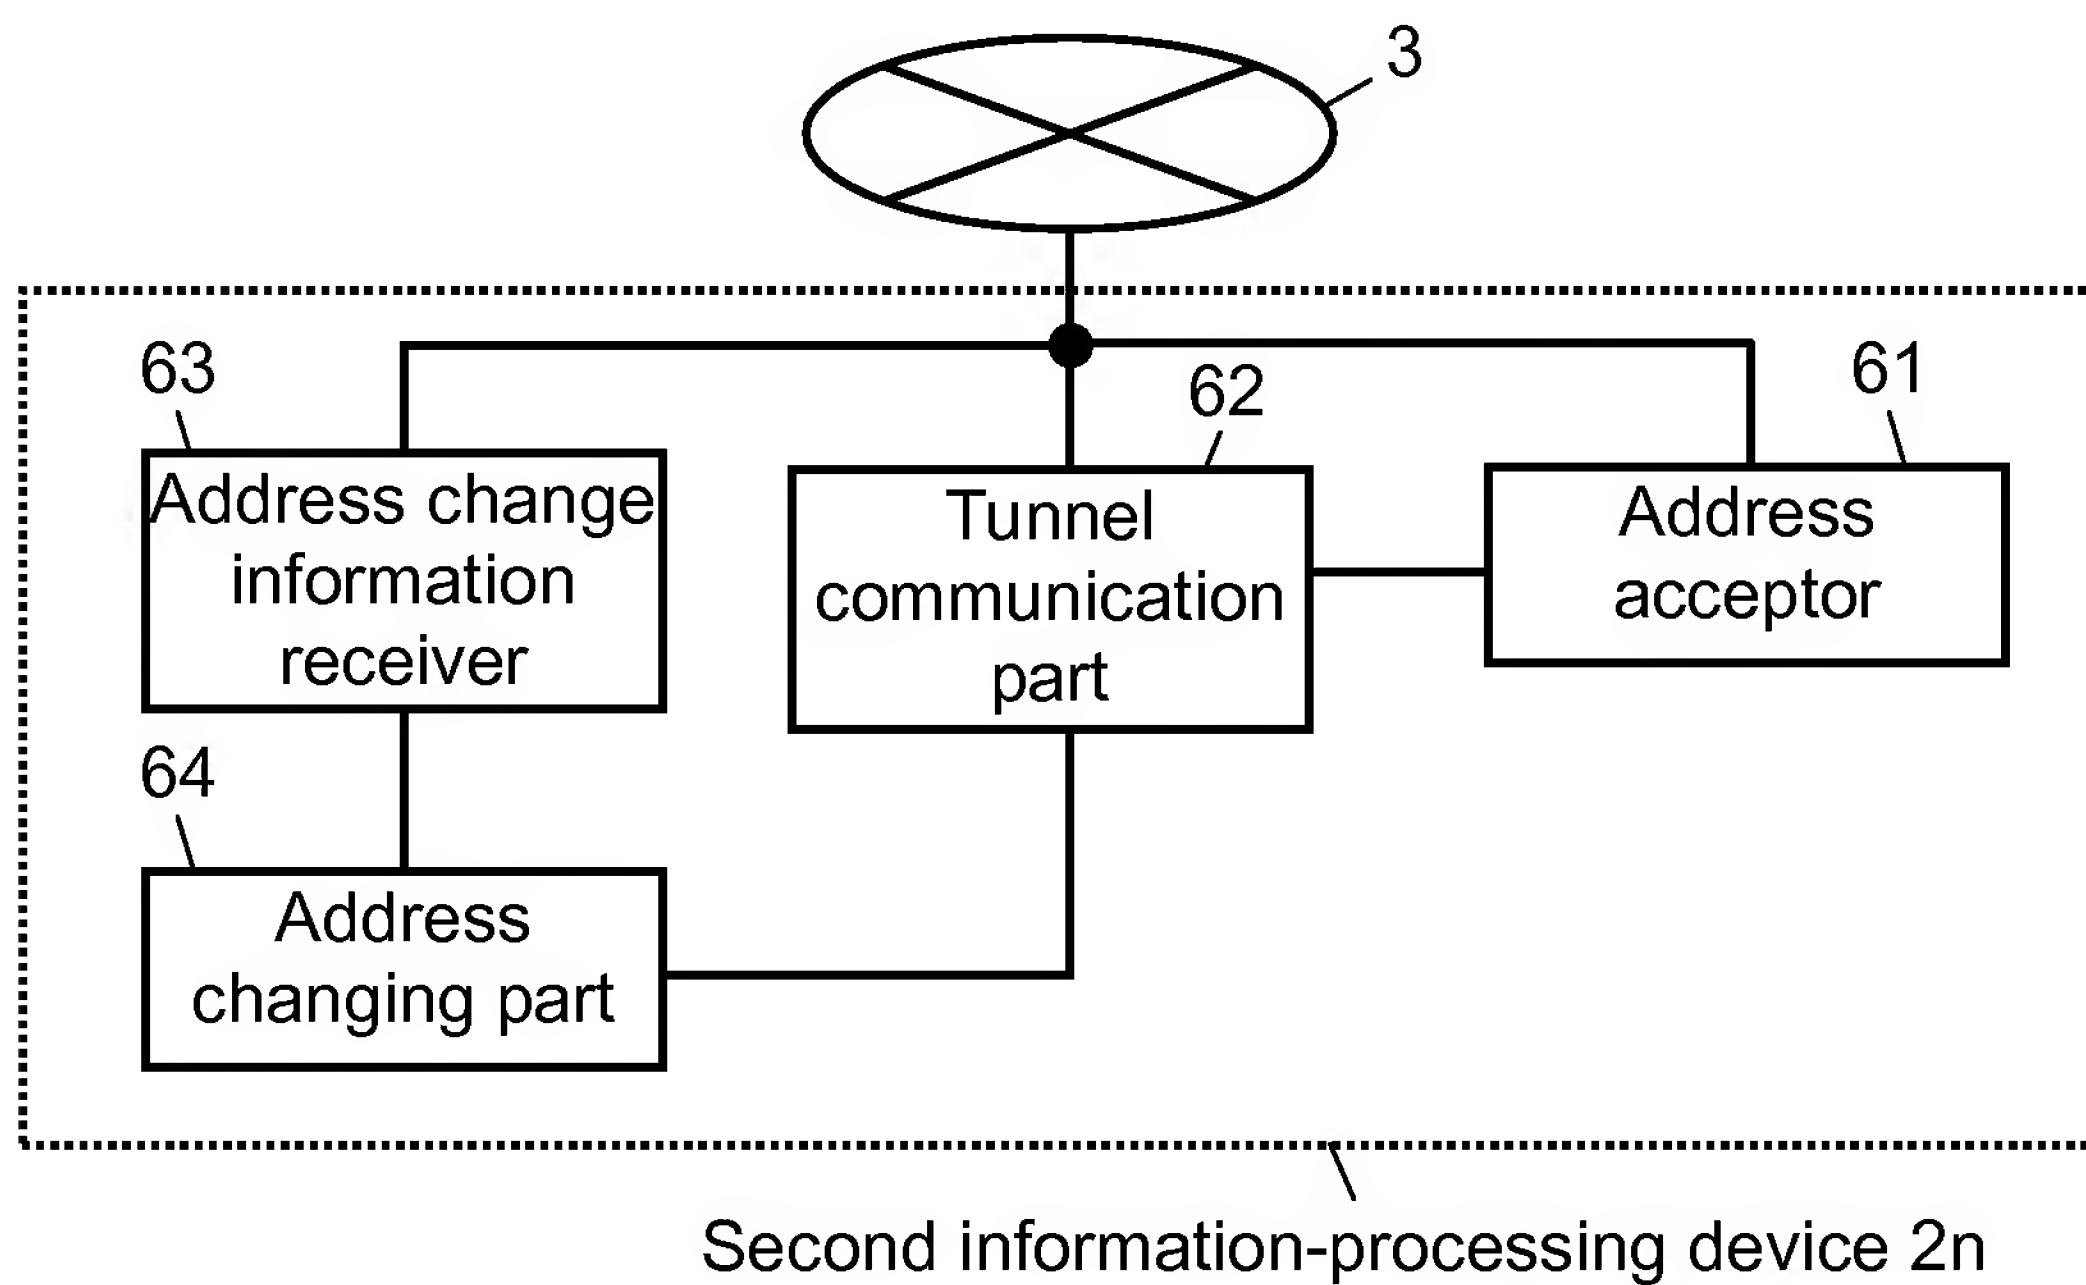 3
63
62
61
Address change
information
receiver
Tunnel
communication
part
Address
acceptor
64
Address
changing part
Second information-processing device 2n